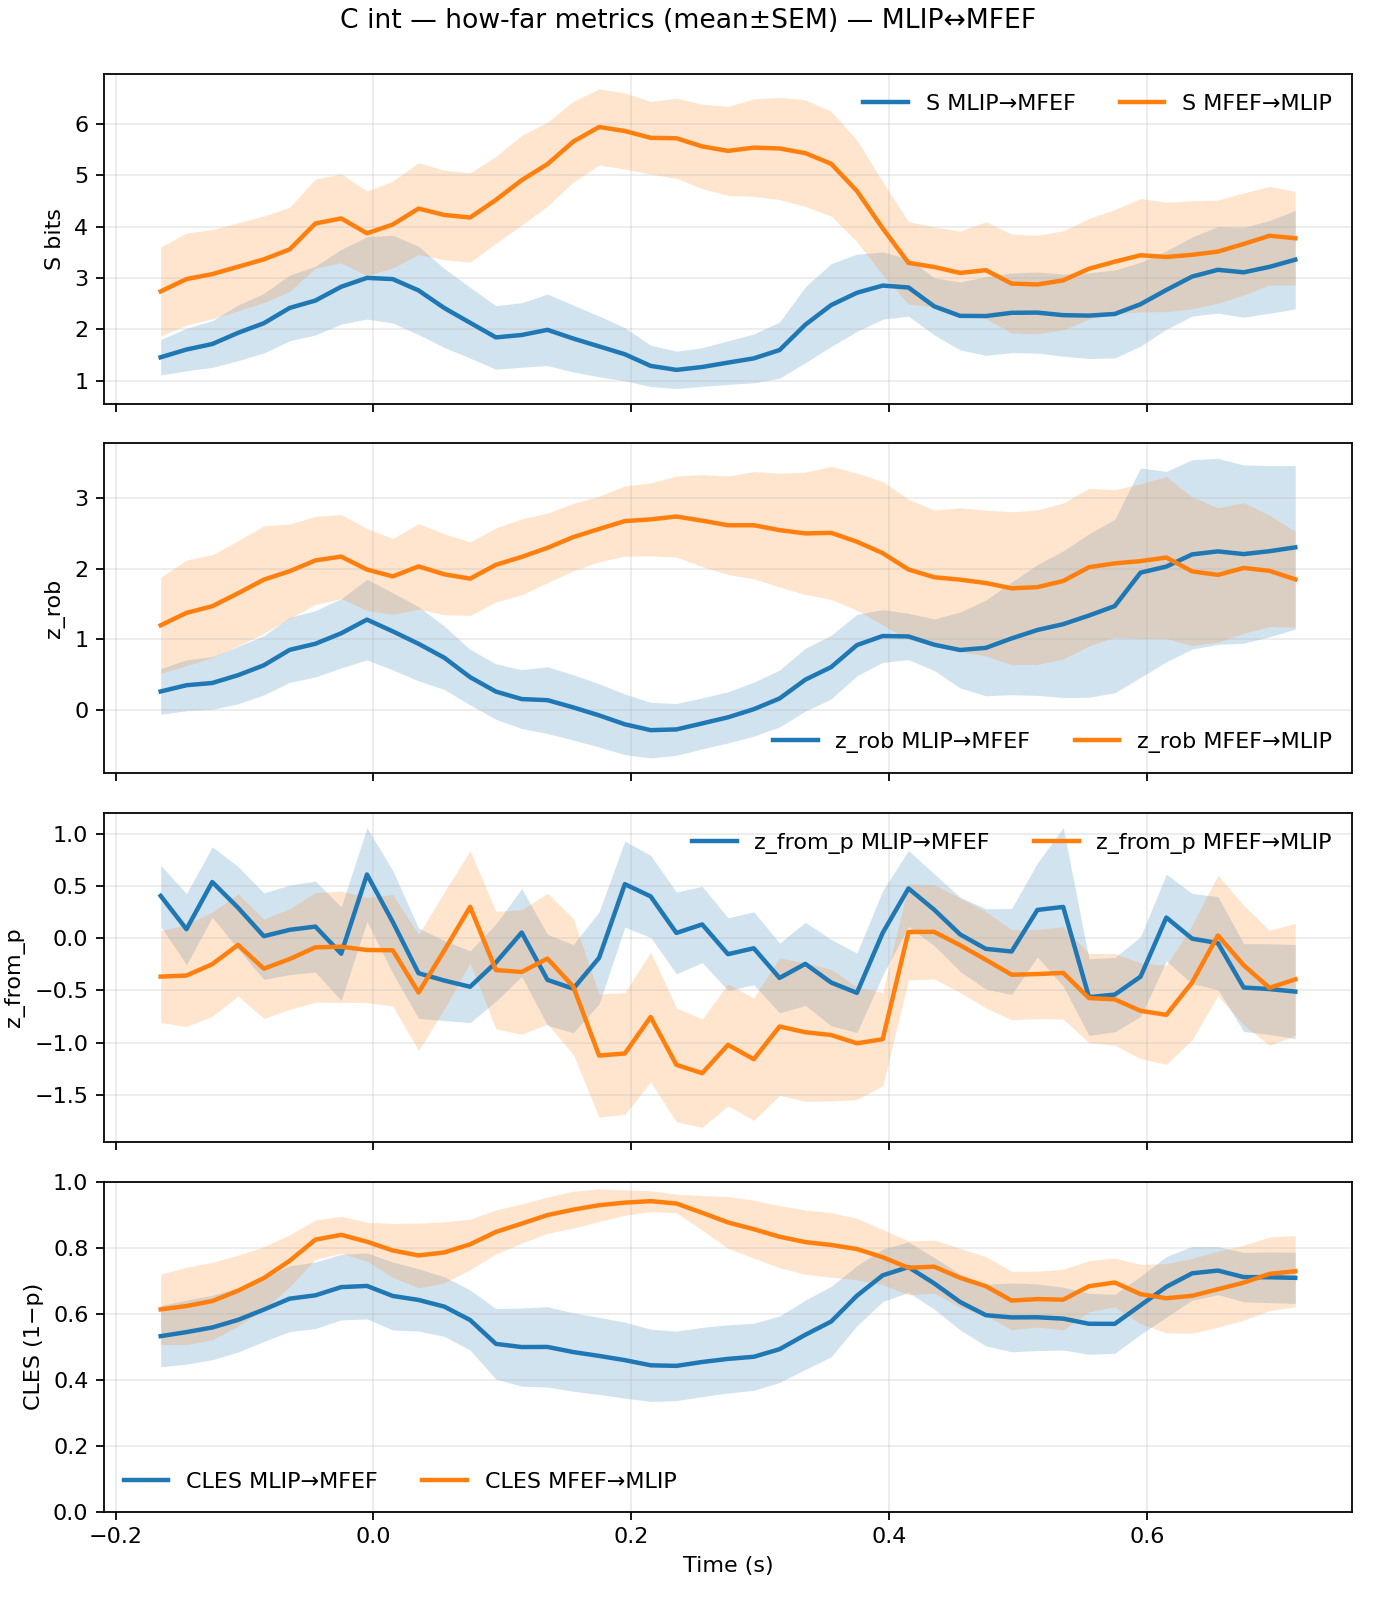 C int — how-far metrics (mean±SEM) — MLIP↔MFEF
S MLIP→MFEF
S MFEF→MLIP
S bits
6
5
4
3
2
1
z_rob
3
2
1
0
z_rob MLIP→MFEF
z_rob MFEF→MLIP
z_from_p
1.0
0.5
0.0
−0.5
−1.0
−1.5
z_from_p MLIP→MFEF
z_from_p MFEF→MLIP
CLES (1−p)
1.0
0.8
0.6
0.4
0.2
0.0
CLES MLIP→MFEF
CLES MFEF→MLIP
−0.2
0.0
0.2
0.4
0.6
Time (s)